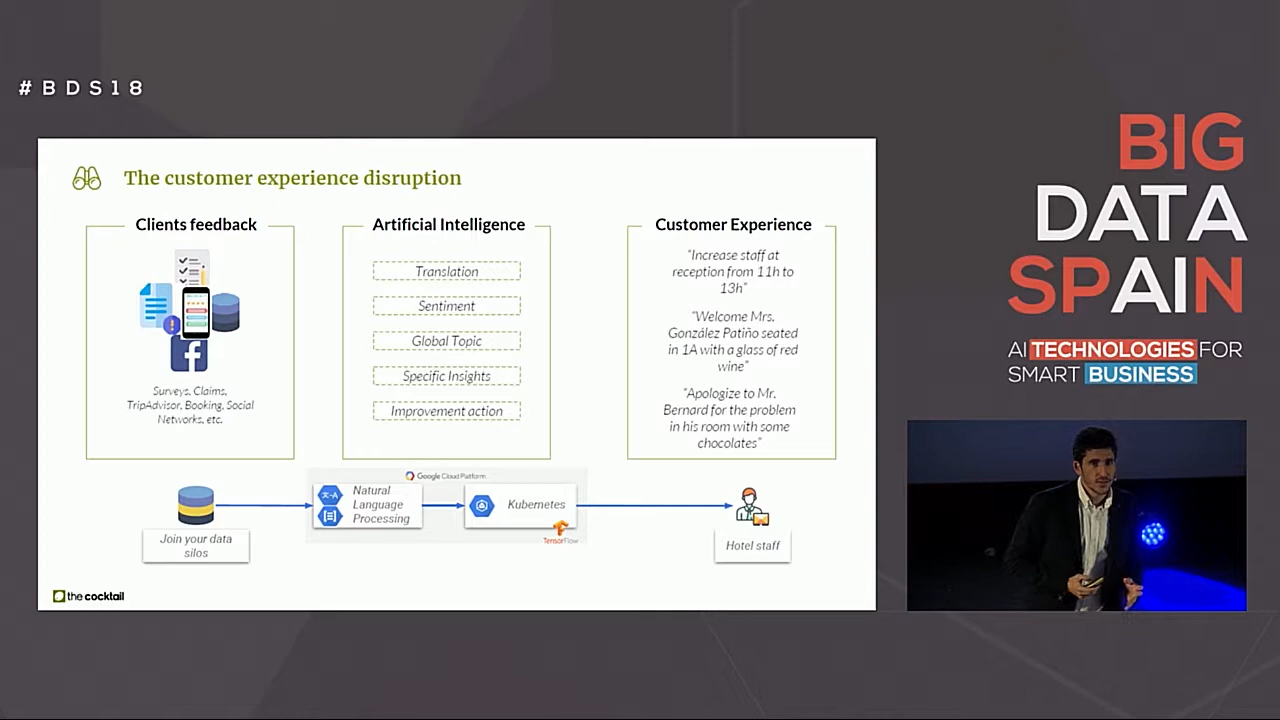 #BDS18
The customer experience disruption
Clients feedback
Surveys, Claims,
TripAdvisor, Booking, Social
Networks, etc.
Artificial Intelligence
Translation
Sentiment
Global Topic
Specific Insights
Improvement action
Customer Experience
“Increase staff at
reception from 11h to
13h”
“Welcome Mrs.
González Patiño seated
in 1A with a glass of red
wine”
“Apologize to Mr.
Bernard for the problem
in his room with some
chocolates”
Join your data
silos
Google Cloud Platform
Natural
Language
Processing
Kubernetes
TensorFlow
Hotel staff
the cocktail
BIG
DATA
SPAIN
AI TECHNOLOGIES FOR
SMART BUSINESS